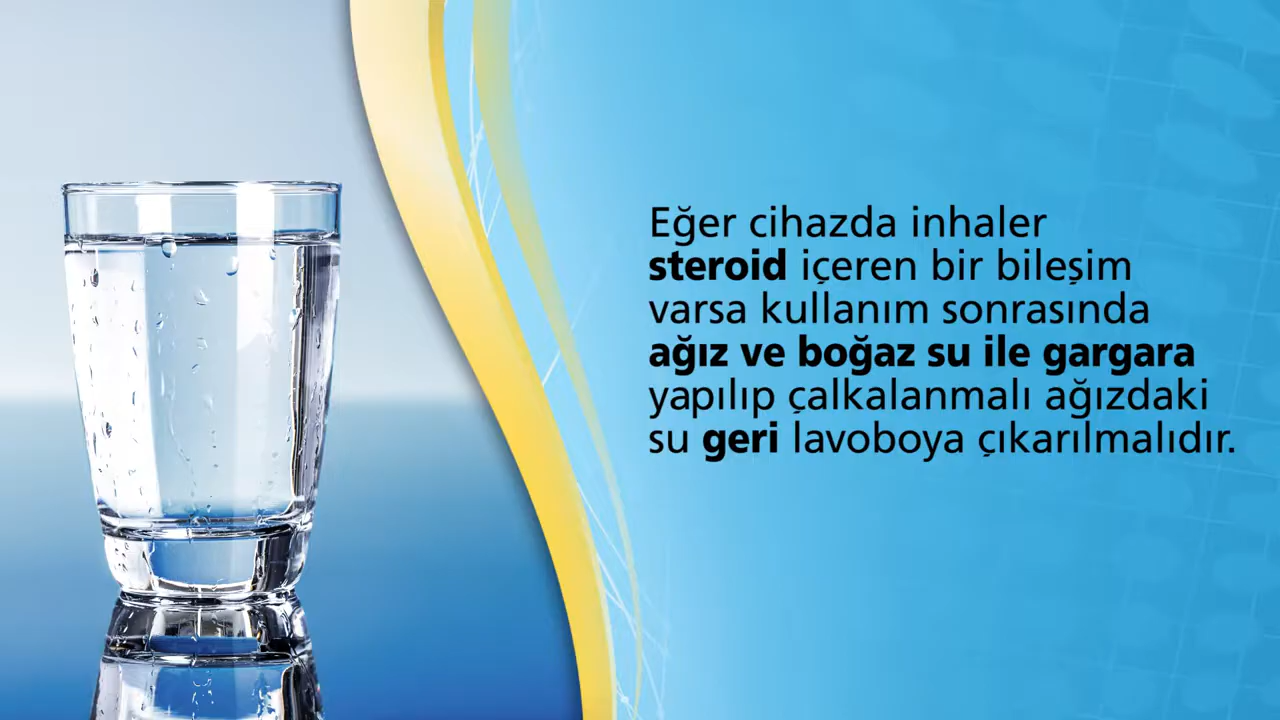 Eğer cihazda inhaler
steroid içeren bir bileşim
varsa kullanım sonrasında
ağız ve boğaz su ile gargara
yapılıp çalkalanmalı ağızdaki
su geri lavoboya çıkarılmalıdır.